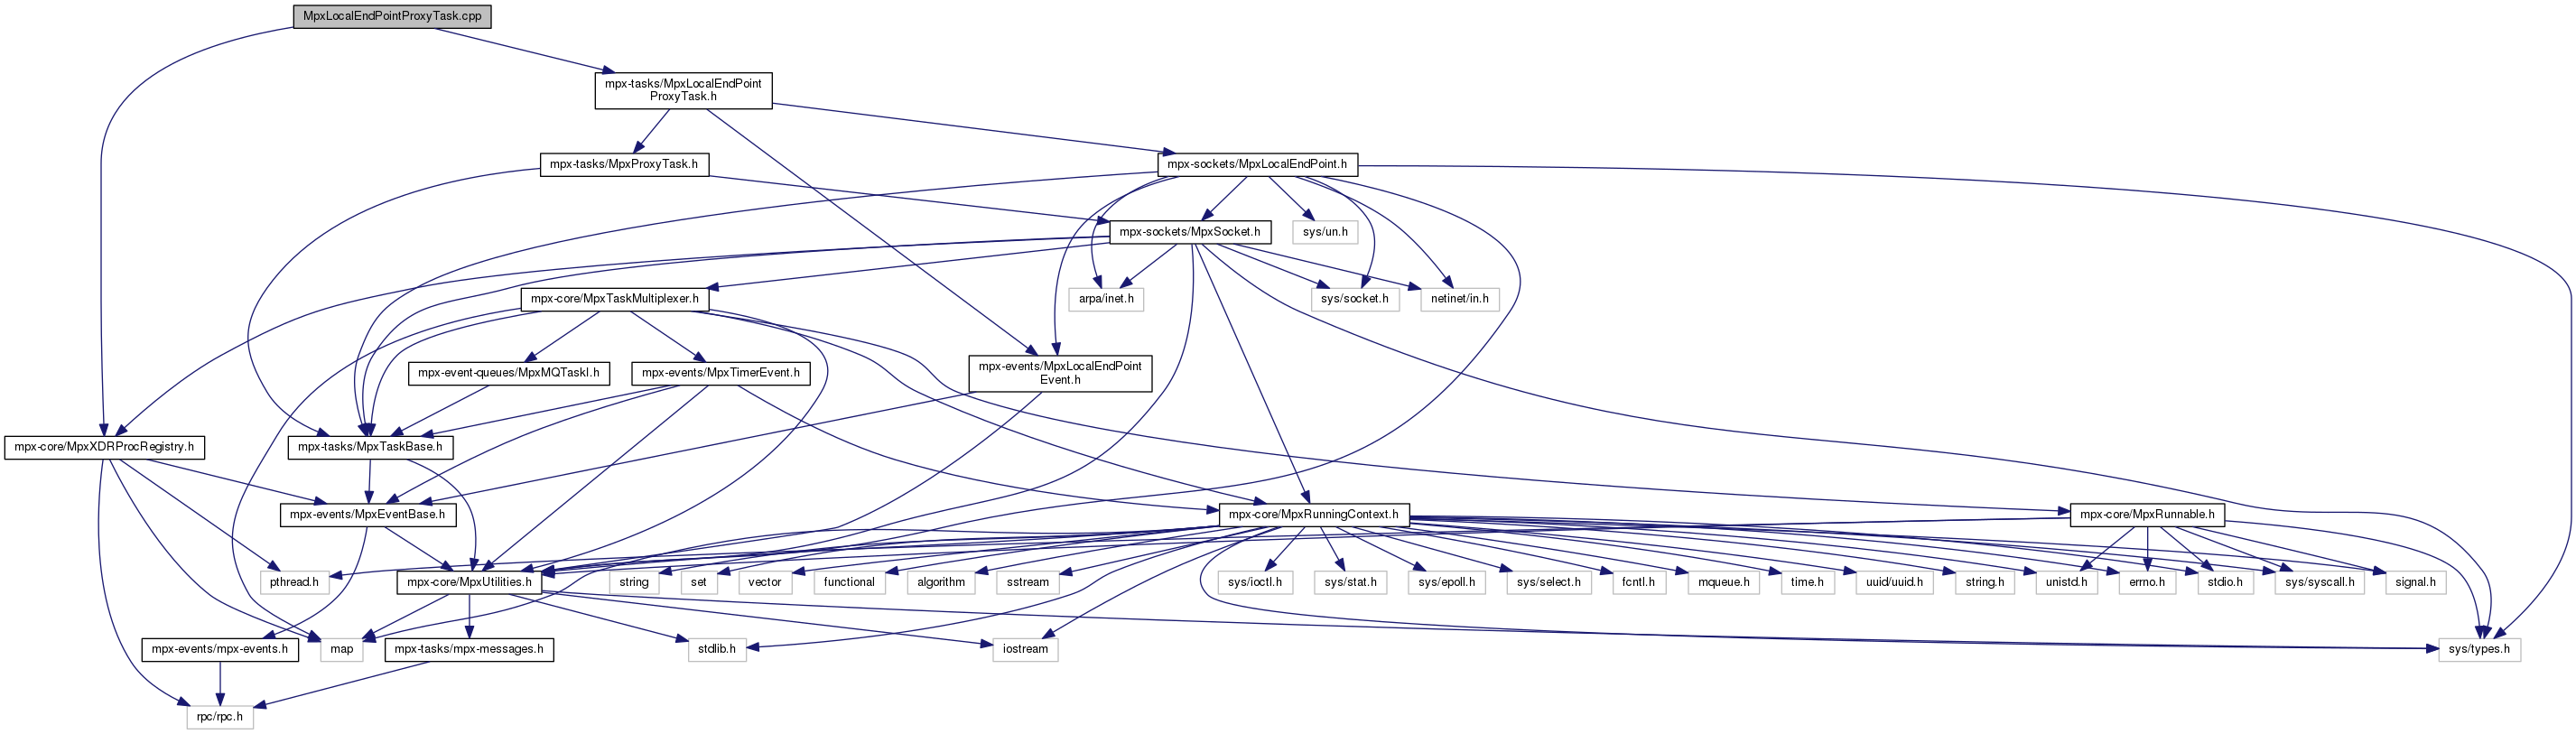 MpxLocalEndPointProxyTask.cpp
mpx-tasks/MpxLocalEndPoint
ProxyTask.h
mpx-tasks/MpxProxyTask.h
mpx-sockets/MpxLocalEndPoint.h
mpx-sockets/MpxSocket.h
sys/un.h
mpx-core/MpxTaskMultiplexer.h
arpa/inet.h
sys/socket.h
netinet/in.h
mpx-event-queues/MpxMQTaskI.h
mpx-events/MpxTimerEvent.h
mpx-events/MpxLocalEndPoint
Event.h
mpx-core/MpxXDRProcRegistry.h
mpx-tasks/MpxTaskBase.h
mpx-events/MpxEventBase.h
mpx-core/MpxRunningContext.h
mpx-core/MpxRunnable.h
pthread.h
mpx-core/MpxUtilities.h
string
set
vector
functional
algorithm
sstream
sys/ioctl.h
sys/stat.h
sys/epoll.h
sys/select.h
fcntl.h
mqueue.h
time.h
uuid/uuid.h
string.h
unistd.h
errno.h
stdio.h
sys/syscall.h
signal.h
mpx-events/mpx-events.h
map
mpx-tasks/mpx-messages.h
stdlib.h
iostream
sys/types.h
rpc/rpc.h